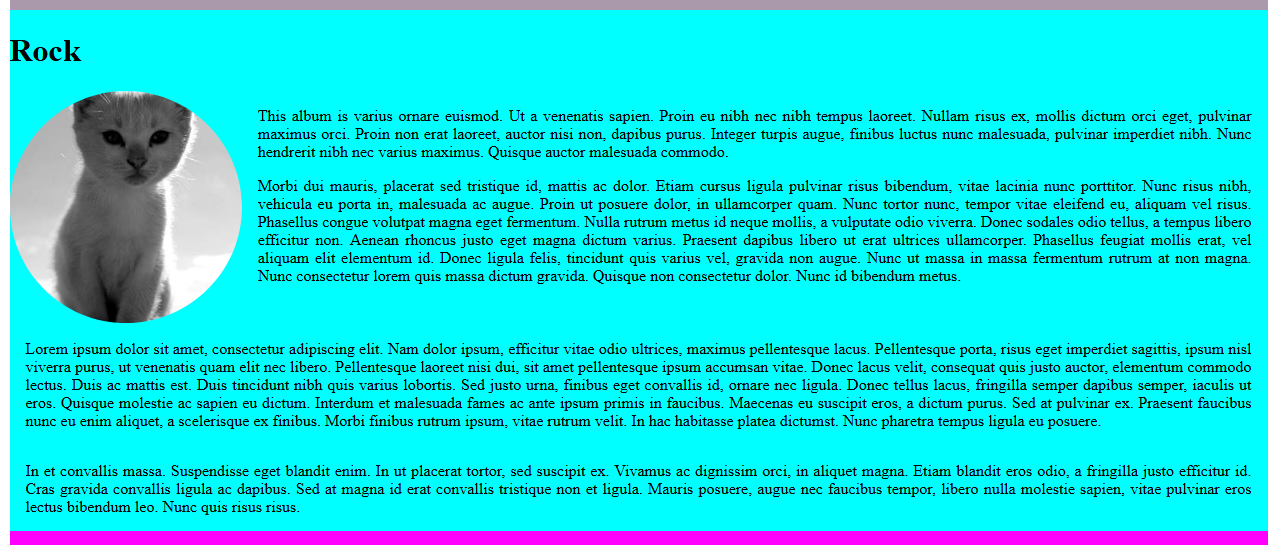 Rock
This album is varius ornare euismod. Ut a venenatis sapien. Proin eu nibh nec nibh tempus laoreet. Nullam risus ex, mollis dictum orci eget, pulvinar
maximus orci. Proin non erat laoreet, auctor nisi non, dapibus purus. Integer turpis augue, finibus luctus nunc malesuada, pulvinar imperdiet nibh. Nunc
hendrerit nibh nec varius maximus. Quisque auctor malesuada commodo.
Morbi dui mauris, placerat sed tristique id, mattis ac dolor. Etiam cursus ligula pulvinar risus bibendum, vitae lacinia nunc porttitor. Nunc risus nibh,
vehicula eu porta in, malesuada ac augue. Proin ut posuere dolor, in ullamcorper quam. Nunc tortor nunc, tempor vitae eleifend eu, aliquam vel risus.
Phasellus congue volutpat magna eget fermentum. Nulla rutrum metus id neque mollis, a vulputate odio viverra. Donec sodales odio tellus, a tempus libero
efficitur non. Aenean rhoncus justo eget magna dictum varius. Praesent dapibus libero ut erat ultrices ullamcorper. Phasellus feugiat mollis erat, vel
aliquam elit elementum id. Donec ligula felis, tincidunt quis varius vel, gravida non augue. Nunc ut massa in massa fermentum rutrum at non magna.
Nunc consectetur lorem quis massa dictum gravida. Quisque non consectetur dolor. Nunc id bibendum metus.
Lorem ipsum dolor sit amet, consectetur adipiscing elit. Nam dolor ipsum, efficitur vitae odio ultrices, maximus pellentesque lacus. Pellentesque porta, risus eget imperdiet sagittis, ipsum nisl
viverra purus, ut venenatis quam elit nec libero. Pellentesque laoreet nisi dui, sit amet pellentesque ipsum accumsan vitae. Donec lacus velit, consequat quis justo auctor, elementum commodo
lectus. Duis ac mattis est. Duis tincidunt nibh quis varius lobortis. Sed justo urna, finibus eget convallis id, ornare nec ligula. Donec tellus lacus, fringilla semper dapibus semper, iaculis ut
eros. Quisque molestie ac sapien eu dictum. Interdum et malesuada fames ac ante ipsum primis in faucibus. Maecenas eu suscipit eros, a dictum purus. Sed at pulvinar ex. Praesent faucibus
nunc eu enim aliquet, a scelerisque ex finibus. Morbi finibus rutrum ipsum, vitae rutrum velit. In hac habitasse platea dictumst. Nunc pharetra tempus ligula eu posuere.
In et convallis massa. Suspendisse eget blandit enim. In ut placerat tortor, sed suscipit ex. Vivamus ac dignissim orci, in aliquet magna. Etiam blandit eros odio, a fringilla justo efficitur id.
Cras gravida convallis ligula ac dapibus. Sed at magna id erat convallis tristique non et ligula. Mauris posuere, augue nec faucibus tempor, libero nulla molestie sapien, vitae pulvinar eros
lectus bibendum leo. Nunc quis risus risus.